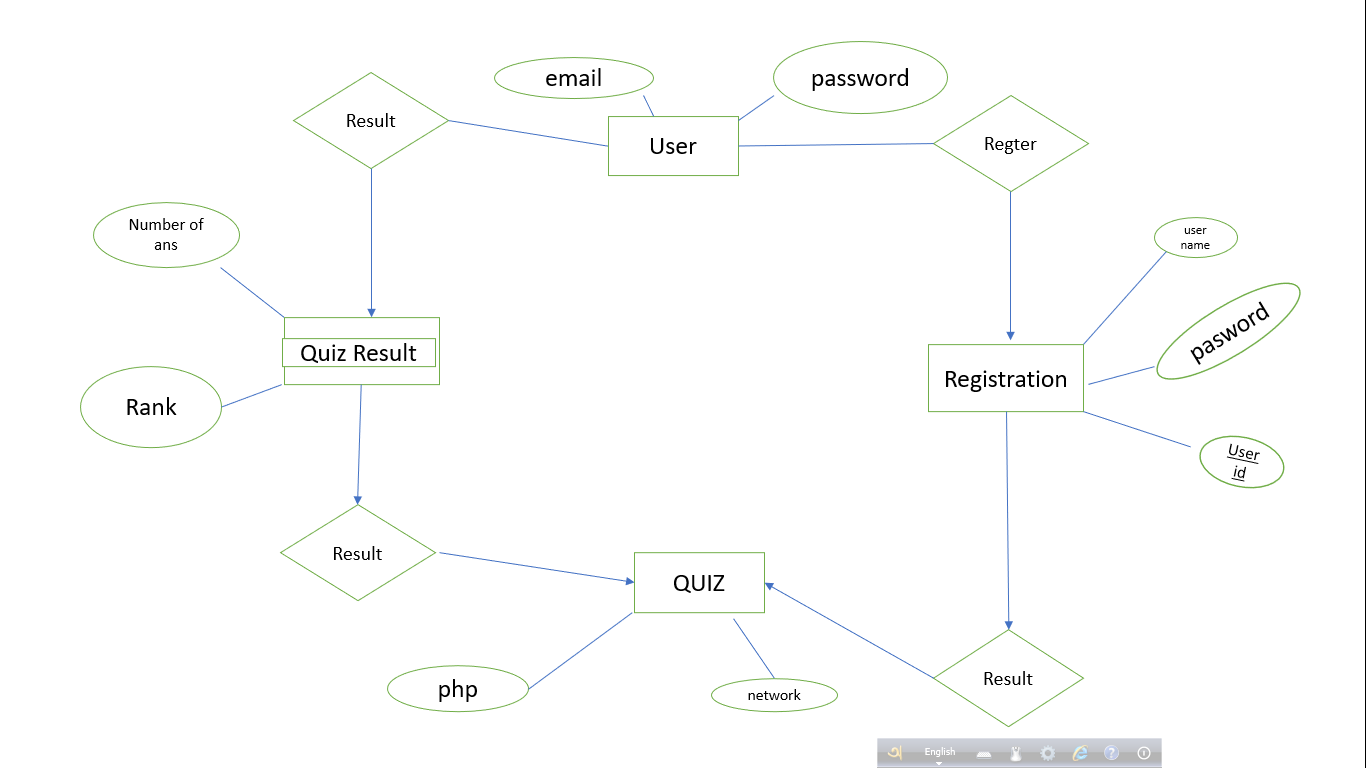 email
password
Result
User
Regter
Number of
ans
user
name
pasword
Quiz Result
Registration
Rank
User
id
Result
QUIZ
php
network
Result
অ English